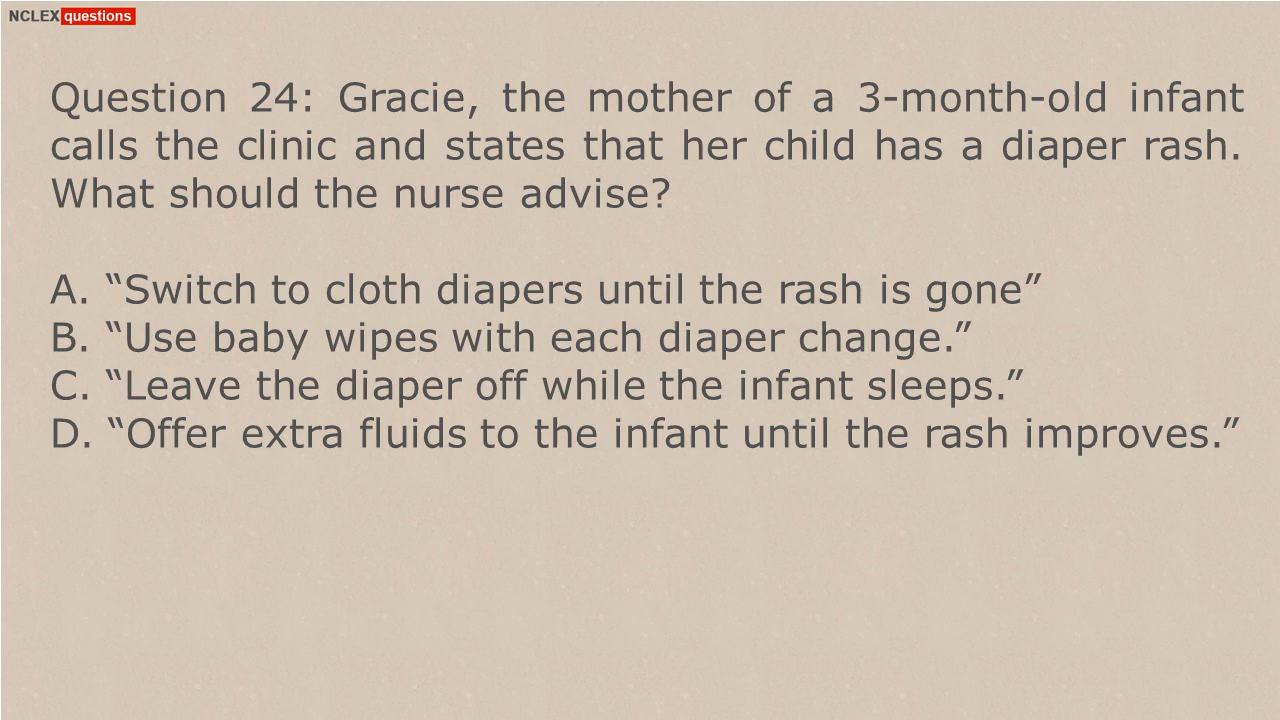 NCLEX questions
Question 24: Gracie, the mother of a 3-month-old infant
calls the clinic and states that her child has a diaper rash.
What should the nurse advise?
A. “Switch to cloth diapers until the rash is gone”
B. “Use baby wipes with each diaper change.”
C. “Leave the diaper off while the infant sleeps.”
D. “Offer extra fluids to the infant until the rash improves.”